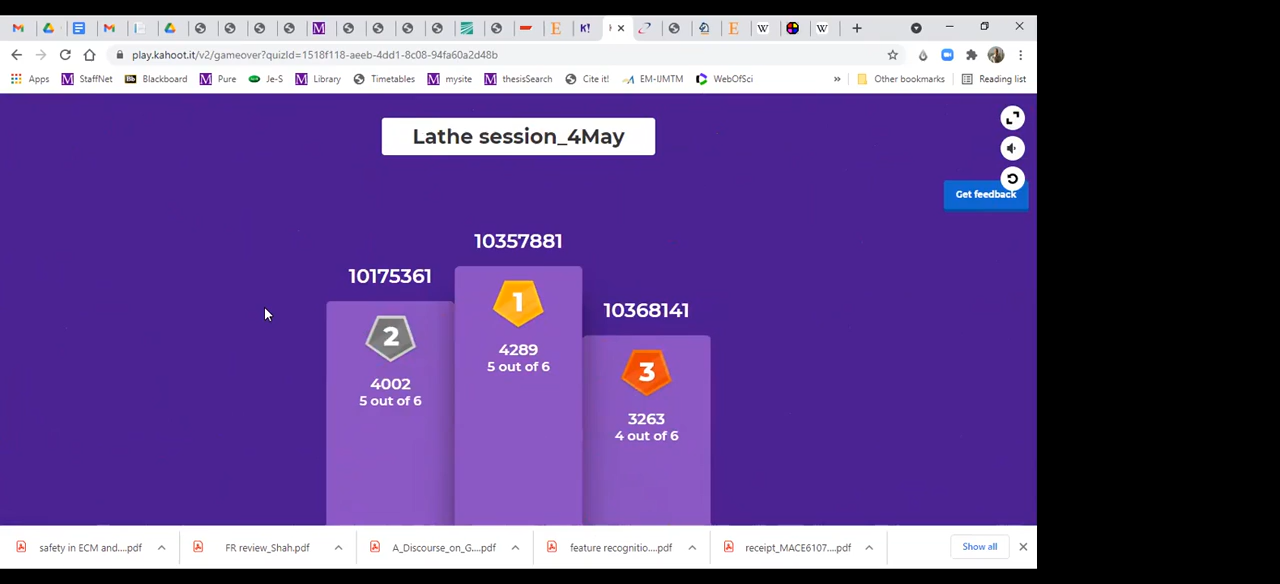 play.kahoot.it/v2/gameover?quizId=1518f118-aeeb-4dd1-8c08-94fa60a2d48b
Apps StaffNet Blackboard Pure Je-S Library Timetables mysite thesisSearch Cite it! EM-IJMTM WebOfSci » Other bookmarks Reading list
Lathe session_4May
Get feedback
10357881
10175361
10368141
1
2
3
4289
5 out of 6
4002
5 out of 6
3263
4 out of 6
safety in ECM and....pdf FR review_Shah.pdf A_Discourse_on_G....pdf feature recognitio....pdf receipt_MACE6107....pdf Show all